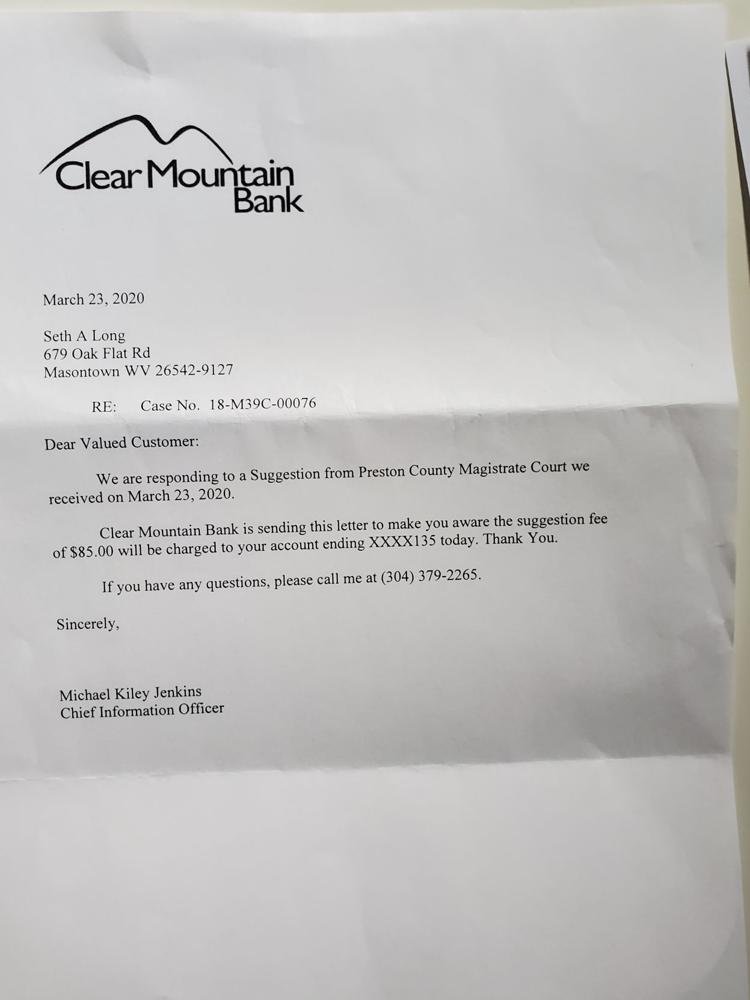 Clear Mountain
Bank
March 23, 2020
Seth A Long
679 Oak Flat Rd
Masontown WV 26542-9127
RE: Case No. 18-M39C-00076
Dear Valued Customer:
We are responding to a Suggestion from Preston County Magistrate Court we
received on March 23, 2020.
Clear Mountain Bank is sending this letter to make you aware the suggestion fee
of $85.00 will be charged to your account ending XXXX135 today. Thank You.
If you have any questions, please call me at (304) 379-2265.
Sincerely,
Michael Kiley Jenkins
Chief Information Officer